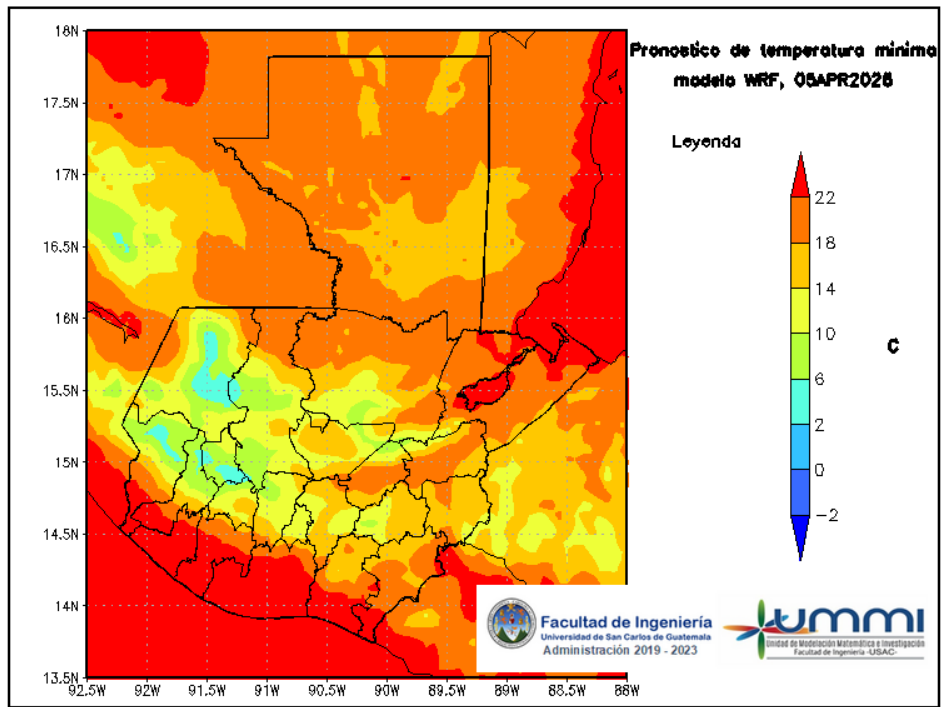 Pronostico de temperatura minima
modelo WRF, 05APR2026
Leyenda
22
18
14
10
6
2
0
−2
C
18N
17.5N
17N
16.5N
16N
15.5N
15N
14.5N
14N
13.5N
92.5W
92W
91.5W
91W
90.5W
90W
89.5W
89W
88.5W
88W
Facultad de Ingeniería
Universidad de San Carlos de Guatemala
Administración 2019 - 2023
UMMI
Unidad de Modelación Matemática e Investigación
Facultad de Ingeniería -USAC-